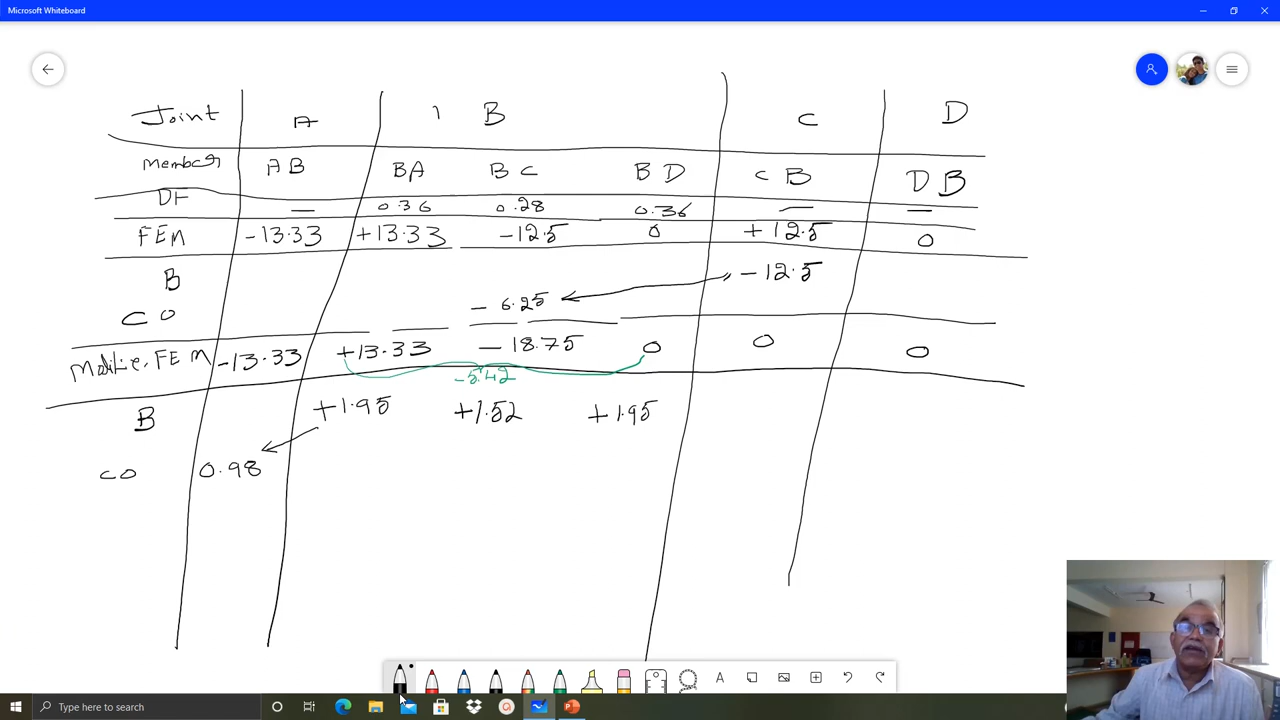 Microsoft Whiteboard
Joint A 1 B C D
member AB BA BC BD CB DB
DF — 0.36 0.28 0.36 — —
FEM -13.33 +13.33 -12.5 0 +12.5 0
B -12.5
CO -6.25
FEM -13.33 +13.33 -18.75 0 0 0
-5.42
B +1.95 +1.52 +1.95
CO 0.98
Type here to search